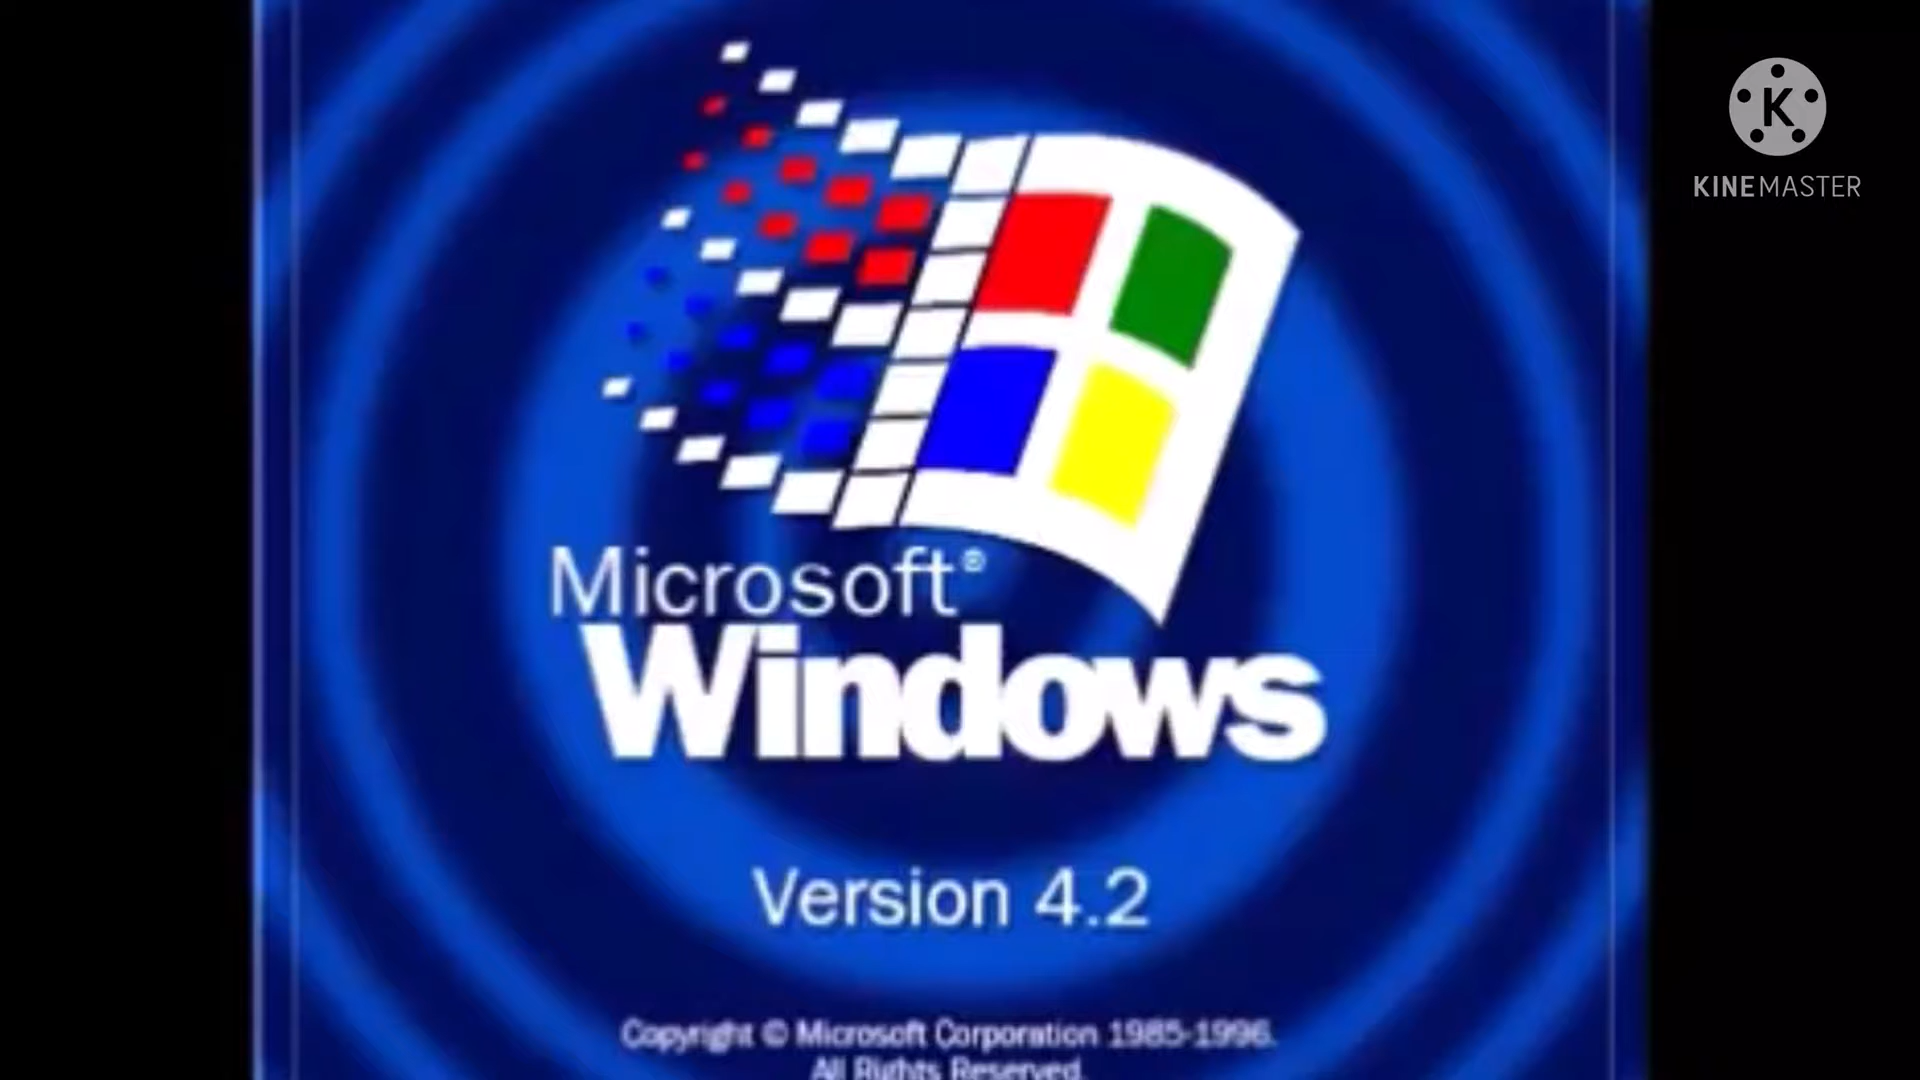 K
KINEMASTER
Microsoft®
Windows
Version 4.2
Copyright © Microsoft Corporation 1985-1996.
All Rights Reserved.